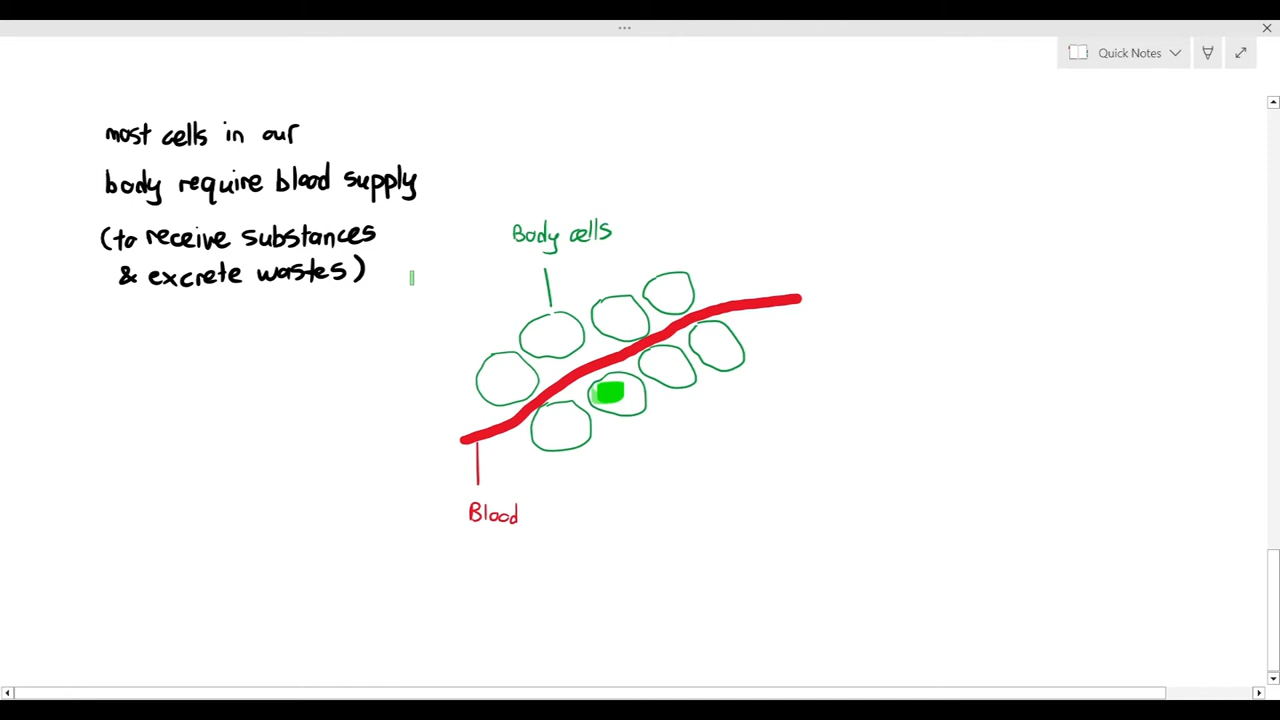 Quick Notes
most cells in our
body require blood supply
(to receive substances
& excrete wastes)
Body cells
Blood